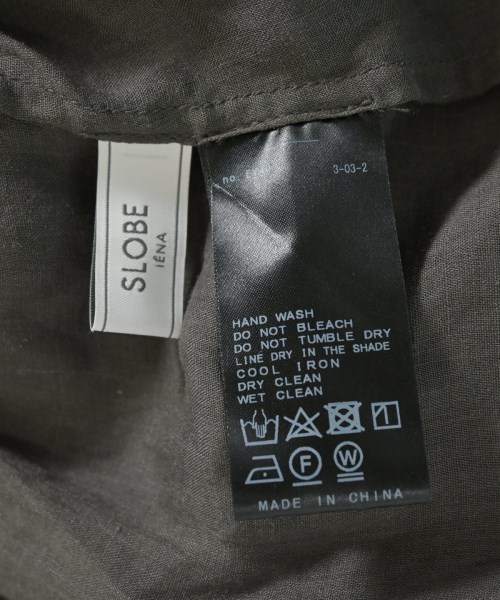 SLOBE
IÉNA
no.
3-03-2
HAND WASH
DO NOT BLEACH
DO NOT TUMBLE DRY
LINE DRY IN THE SHADE
COOL IRON
DRY CLEAN
WET CLEAN
F
W
MADE IN CHINA